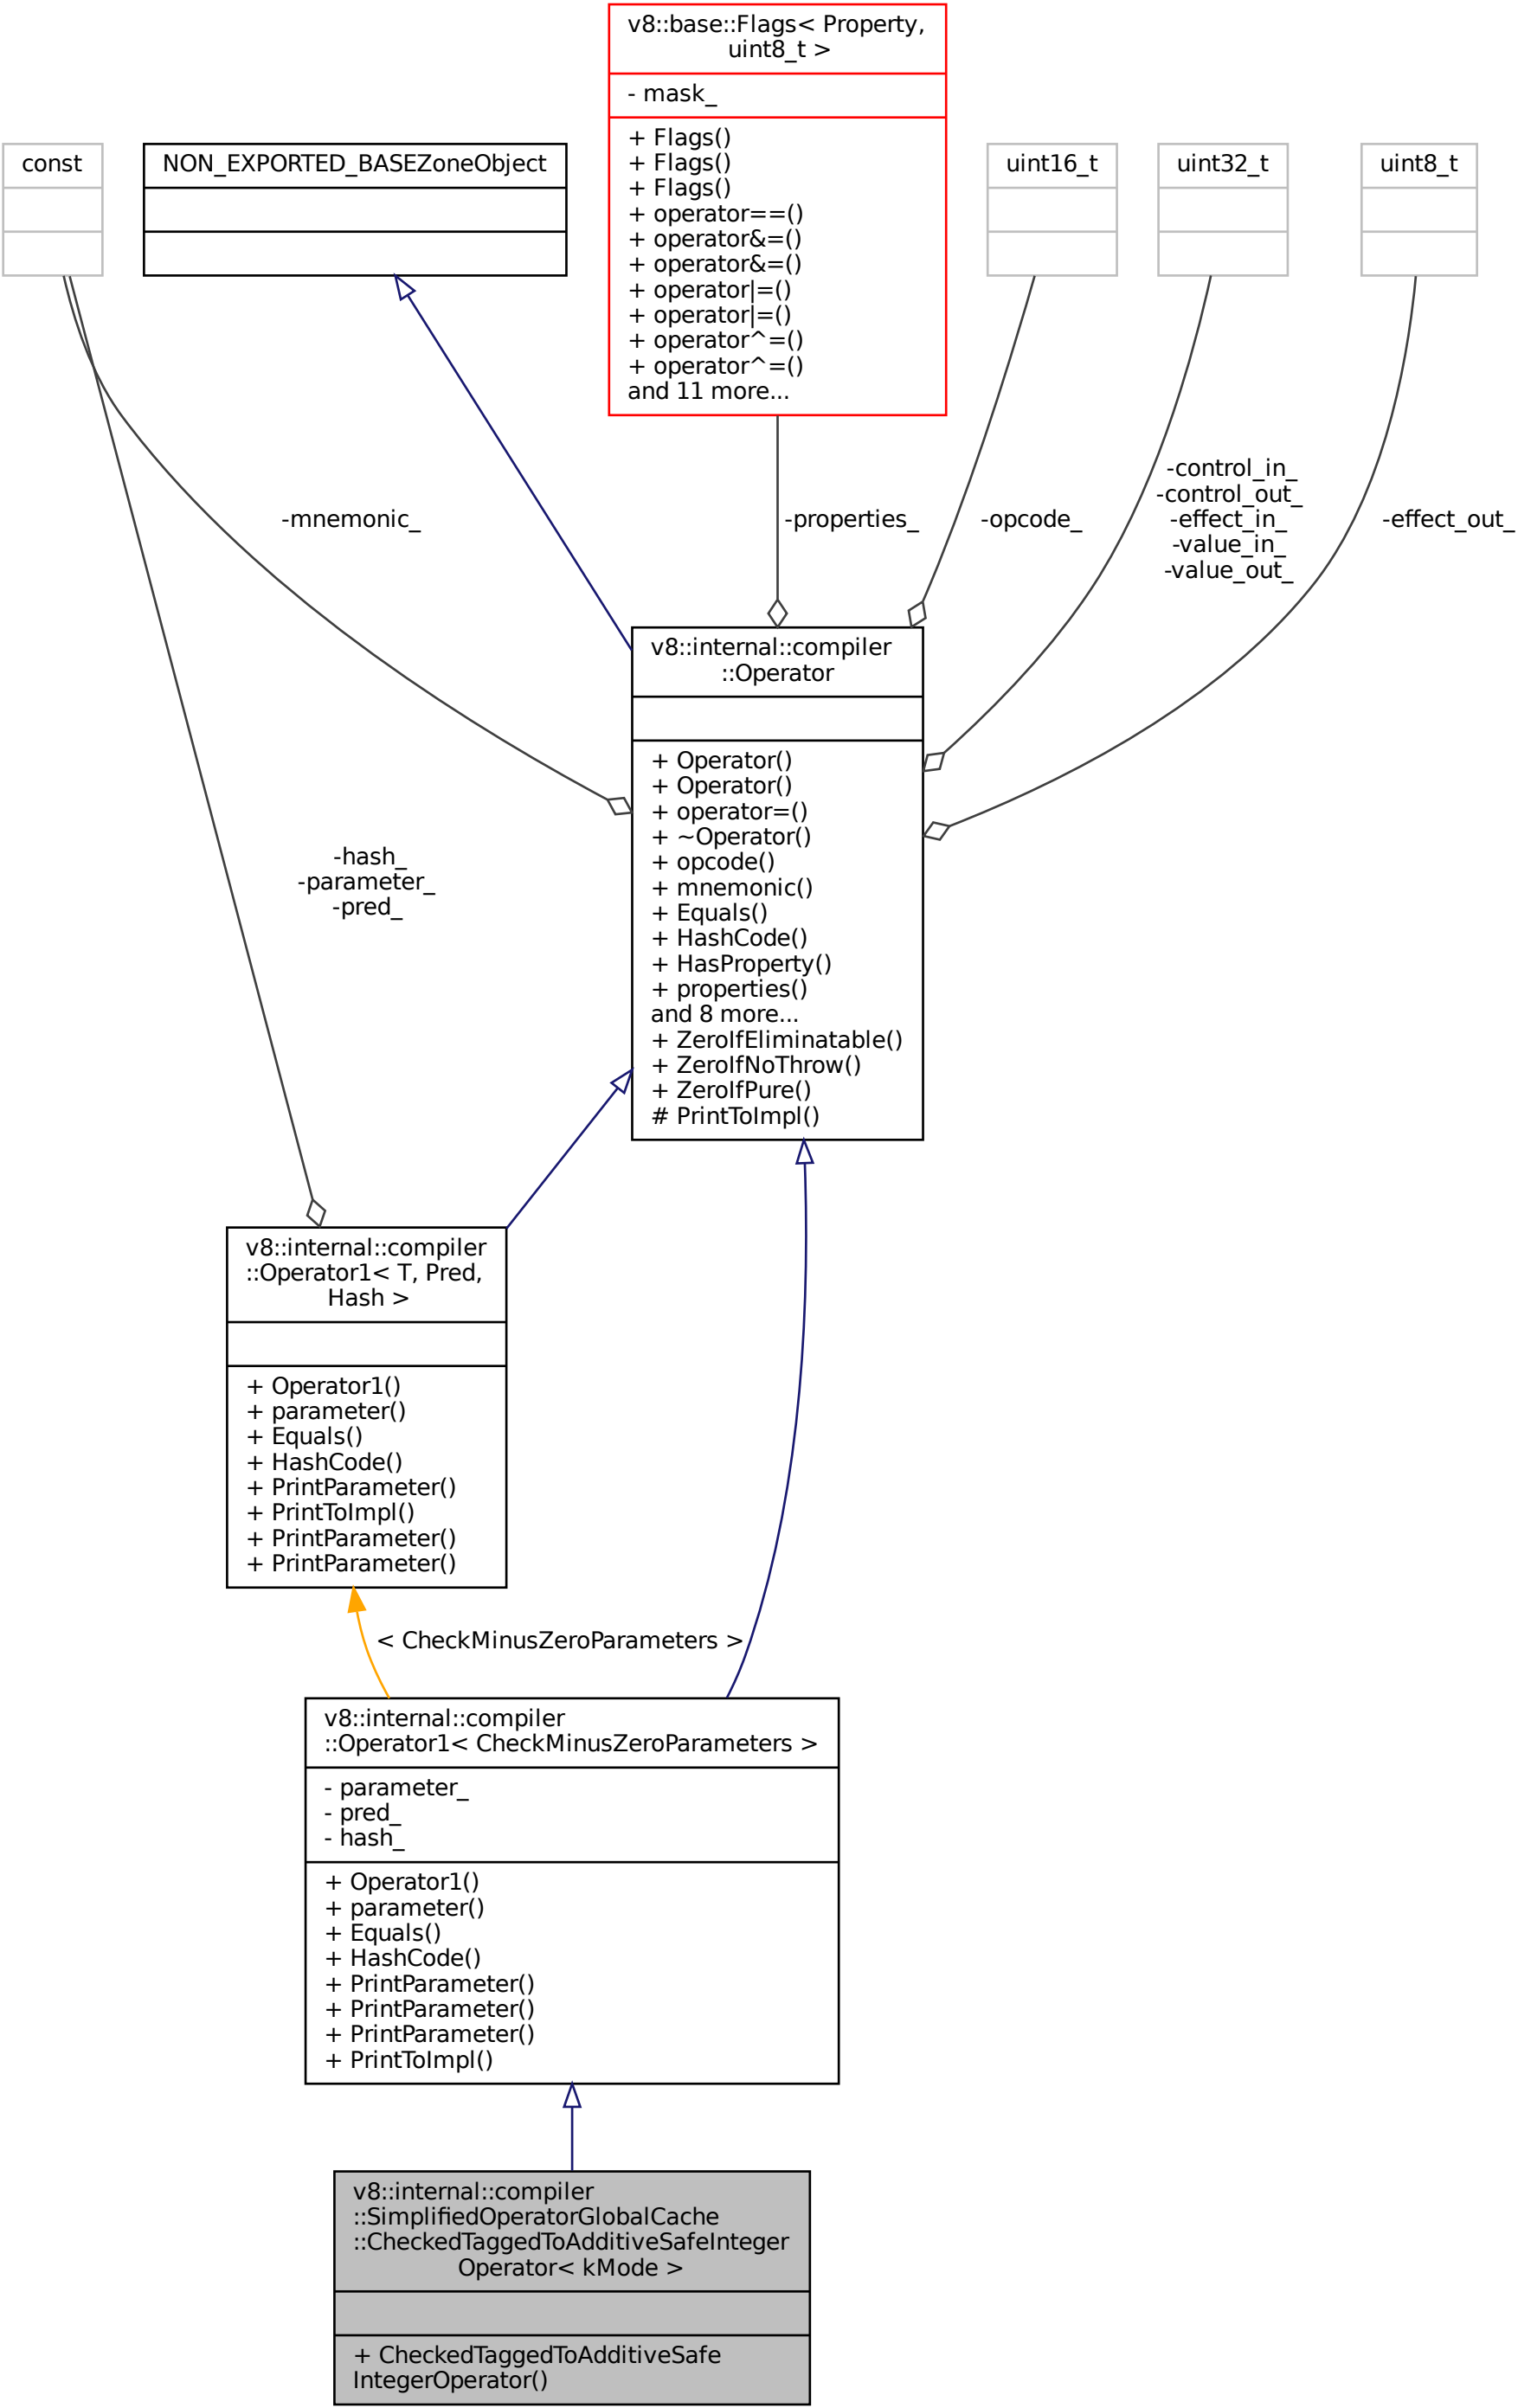 v8::base::Flags< Property,
uint8_t >
- mask_
+ Flags()
+ Flags()
+ Flags()
+ operator==()
+ operator&=()
+ operator&=()
+ operator|=()
+ operator|=()
+ operator^=()
+ operator^=()
and 11 more...
const
NON_EXPORTED_BASEZoneObject
uint16_t
uint32_t
uint8_t
-mnemonic_
-properties_
-opcode_
-control_in_
-control_out_
-effect_in_
-value_in_
-value_out_
-effect_out_
v8::internal::compiler
::Operator
+ Operator()
+ Operator()
+ operator=()
+ ~Operator()
+ opcode()
+ mnemonic()
+ Equals()
+ HashCode()
+ HasProperty()
+ properties()
and 8 more...
+ ZeroIfEliminatable()
+ ZeroIfNoThrow()
+ ZeroIfPure()
# PrintToImpl()
-hash_
-parameter_
-pred_
v8::internal::compiler
::Operator1< T, Pred,
Hash >
+ Operator1()
+ parameter()
+ Equals()
+ HashCode()
+ PrintParameter()
+ PrintToImpl()
+ PrintParameter()
+ PrintParameter()
< CheckMinusZeroParameters >
v8::internal::compiler
::Operator1< CheckMinusZeroParameters >
- parameter_
- pred_
- hash_
+ Operator1()
+ parameter()
+ Equals()
+ HashCode()
+ PrintParameter()
+ PrintParameter()
+ PrintParameter()
+ PrintToImpl()
v8::internal::compiler
::SimplifiedOperatorGlobalCache
::CheckedTaggedToAdditiveSafeInteger
Operator< kMode >
+ CheckedTaggedToAdditiveSafe
IntegerOperator()